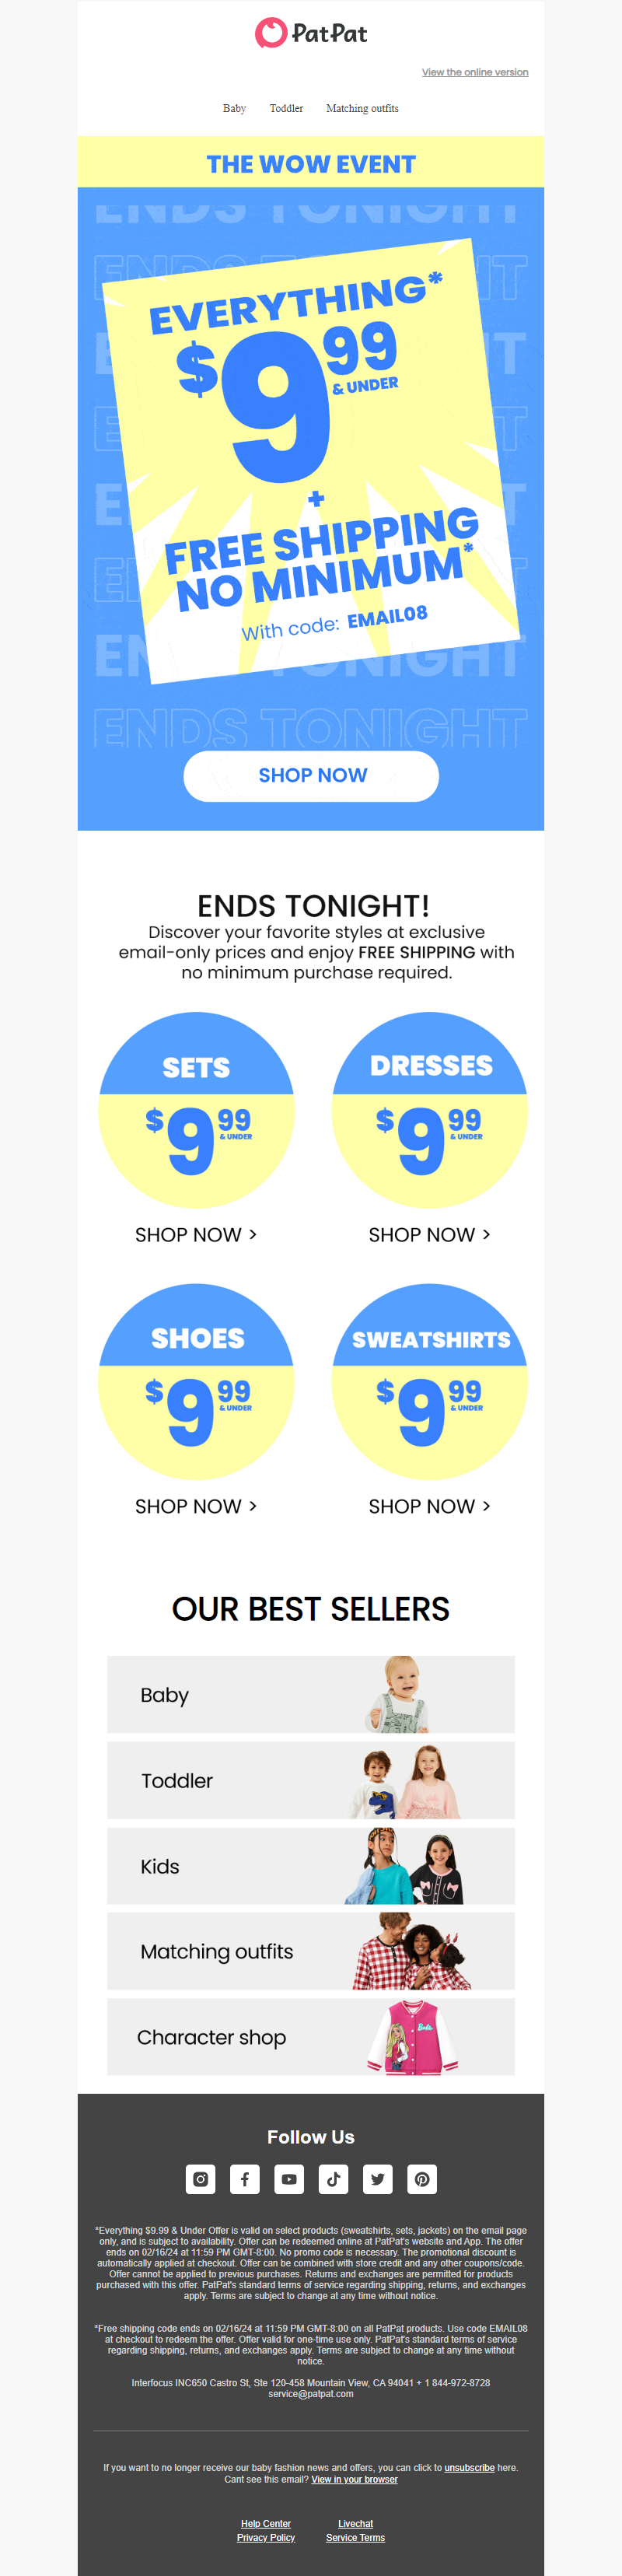 PatPat
View the online version
Baby Toddler Matching outfits
THE WOW EVENT
ENDS TONIGHT
EVERYTHING*
$9.99
& UNDER
+
FREE SHIPPING
NO MINIMUM*
With code: EMAIL08
ENDS TONIGHT
SHOP NOW
ENDS TONIGHT!
Discover your favorite styles at exclusive
email-only prices and enjoy FREE SHIPPING with
no minimum purchase required.
SETS
$9 99
& UNDER
SHOP NOW >
DRESSES
$9 99
& UNDER
SHOP NOW >
SHOES
$9 99
& UNDER
SHOP NOW >
SWEATSHIRTS
$9 99
& UNDER
SHOP NOW >
OUR BEST SELLERS
Baby
Toddler
Kids
Matching outfits
Character shop
Barbie
Follow Us
*Everything $9.99 & Under Offer is valid on select products (sweatshirts, sets, jackets) on the email page
only, and is subject to availability. Offer can be redeemed online at PatPat's website and App. The offer
ends on 02/16/24 at 11:59 PM GMT-8:00. No promo code is necessary. The promotional discount is
automatically applied at checkout. Offer can be combined with store credit and any other coupons/code.
Offer cannot be applied to previous purchases. Returns and exchanges are permitted for products
purchased with this offer. PatPat's standard terms of service regarding shipping, returns, and exchanges
apply. Terms are subject to change at any time without notice.
*Free shipping code ends on 02/16/24 at 11:59 PM GMT-8:00 on all PatPat products. Use code EMAIL08
at checkout to redeem the offer. Offer valid for one-time use only. PatPat's standard terms of service
regarding shipping, returns, and exchanges apply. Terms are subject to change at any time without
notice.
Interfocus INC650 Castro St, Ste 120-458 Mountain View, CA 94041 + 1 844-972-8728
service@patpat.com
If you want to no longer receive our baby fashion news and offers, you can click to unsubscribe here.
Cant see this email? View in your browser
Help Center Livechat
Privacy Policy Service Terms